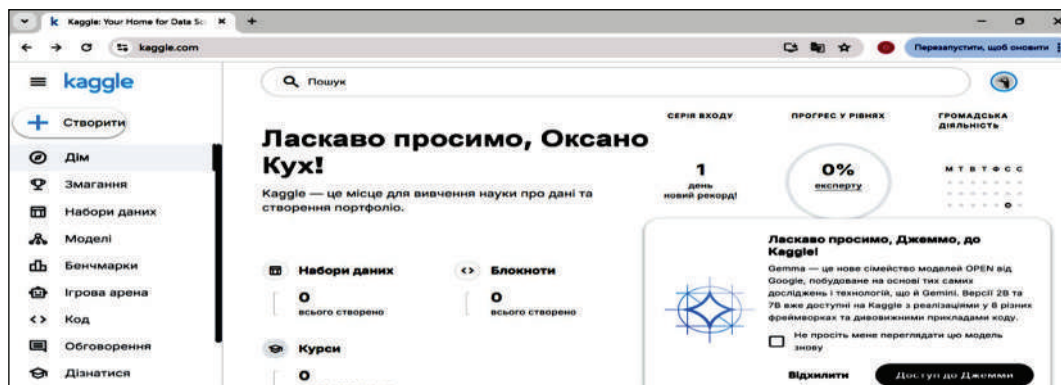 Kaggle: Your Home for Data Sc
kaggle.com
Перезапустити, щоб оновити
kaggle
Пошук
Створити
Дім
Змагання
Набори даних
Моделі
Бенчмарки
Ігрова арена
Код
Обговорення
Дізнатися
Ласкаво просимо, Оксано
Кух!
Kaggle — це місце для вивчення науки про дані та
створення портфоліо.
СЕРІЯ ВХОДУ
1
день
новий рекорд!
ПРОГРЕС У РІВНЯХ
0%
експерту
ГРОМАДСЬКА
ДІЯЛЬНІСТЬ
М Т В Т Ф С С
Набори даних
0
всього створено
Блокноти
0
всього створено
Курси
0
Ласкаво просимо, Джеммо, до
Kaggle!
Gemma — це нове сімейство моделей OPEN від
Google, побудоване на основі тих самих
досліджень і технологій, що й Gemini. Версії 2B та
7B вже доступні на Kaggle з реалізаціями у 8 різних
фреймворках та дивовижними прикладами коду.
Не просіть мене переглядати цю модель
знову
Відхилити
Доступ до Джемми